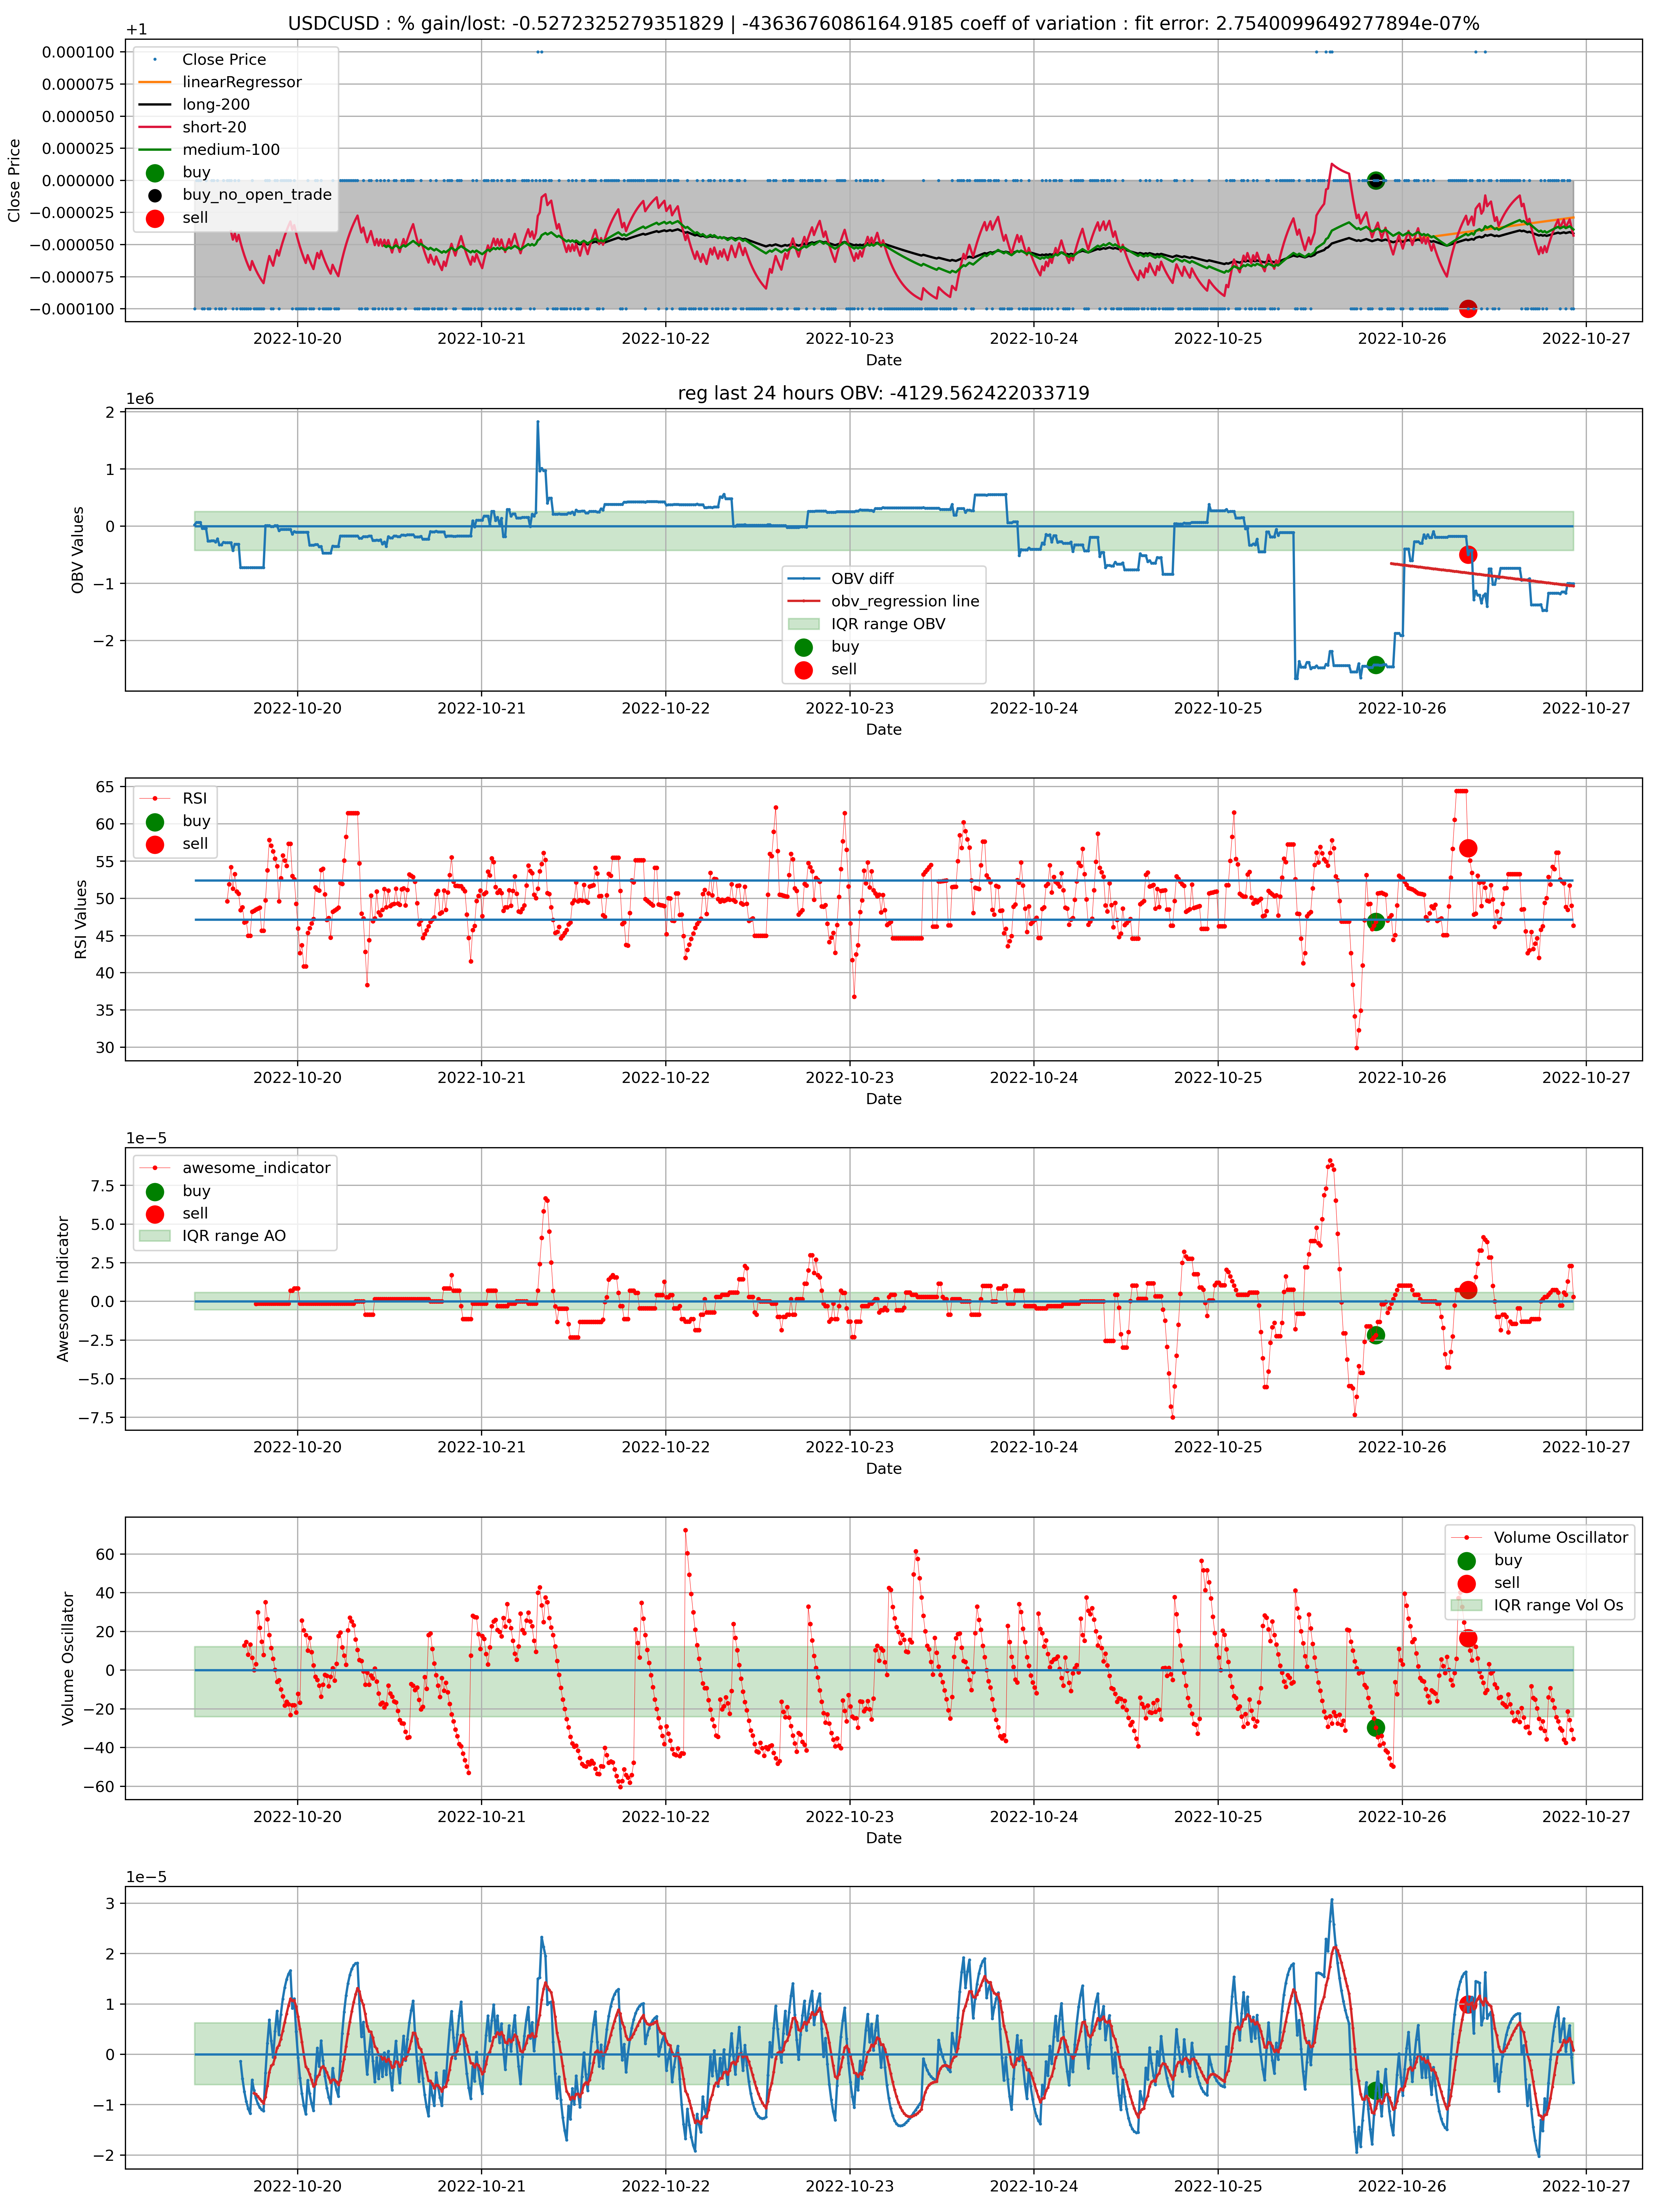 USDCUSD : % gain/lost: -0.5272325279351829 | -4363676086164.9185 coeff of variation : fit error: 2.7540099649277894e-07%
+1
0.000100
0.000075
0.000050
0.000025
0.000000
−0.000025
−0.000050
−0.000075
−0.000100
Close Price
Close Price
linearRegressor
long-200
short-20
medium-100
buy
buy_no_open_trade
sell
2022-10-20 2022-10-21 2022-10-22 2022-10-23 2022-10-24 2022-10-25 2022-10-26 2022-10-27
Date
reg last 24 hours OBV: -4129.562422033719
1e6
2
1
0
−1
−2
OBV Values
OBV diff
obv_regression line
IQR range OBV
buy
sell
2022-10-20 2022-10-21 2022-10-22 2022-10-23 2022-10-24 2022-10-25 2022-10-26 2022-10-27
Date
65
60
55
50
45
40
35
30
RSI Values
RSI
buy
sell
2022-10-20 2022-10-21 2022-10-22 2022-10-23 2022-10-24 2022-10-25 2022-10-26 2022-10-27
Date
1e−5
7.5
5.0
2.5
0.0
−2.5
−5.0
−7.5
Awesome Indicator
awesome_indicator
buy
sell
IQR range AO
2022-10-20 2022-10-21 2022-10-22 2022-10-23 2022-10-24 2022-10-25 2022-10-26 2022-10-27
Date
60
40
20
0
−20
−40
−60
Volume Oscillator
Volume Oscillator
buy
sell
IQR range Vol Os
2022-10-20 2022-10-21 2022-10-22 2022-10-23 2022-10-24 2022-10-25 2022-10-26 2022-10-27
Date
1e−5
3
2
1
0
−1
−2
2022-10-20 2022-10-21 2022-10-22 2022-10-23 2022-10-24 2022-10-25 2022-10-26 2022-10-27